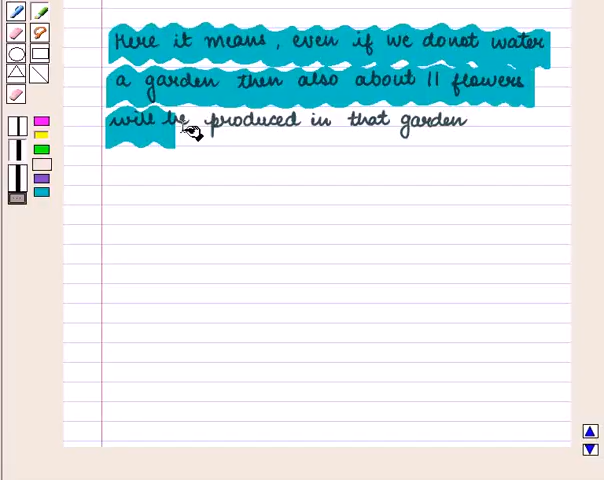 Here it means, even if we donot water
a garden then also about 11 flowers
will be produced in that garden